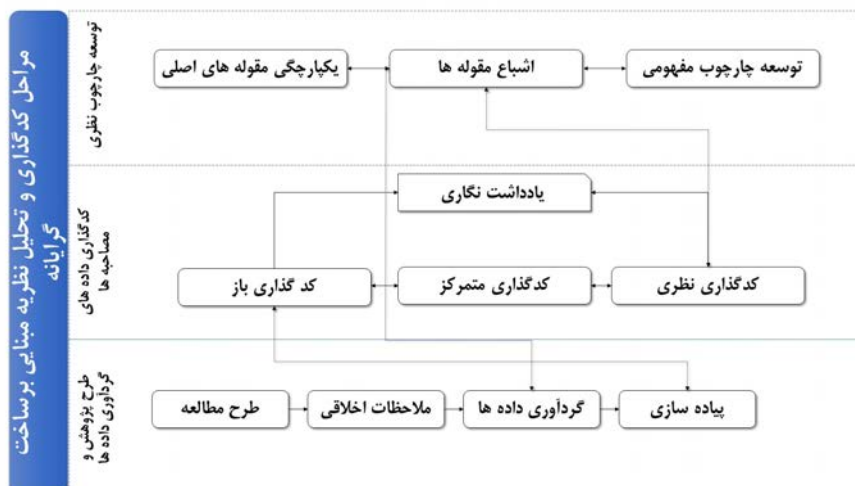 مراحل کدگذاری و تحلیل نظریه مبنایی برساخت
گرایانه
توسعه چارچوب نظری
توسعه چارچوب مفهومی
اشباع مقوله ها
یکپارچگی مقوله های اصلی
کدگذاری داده های
مصاحبه ها
یادداشت نگاری
کدگذاری نظری
کدگذاری متمرکز
کد گذاری باز
طرح پژوهش و
گردآوری داده ها
طرح مطالعه
ملاحظات اخلاقی
گردآوری داده ها
پیاده سازی